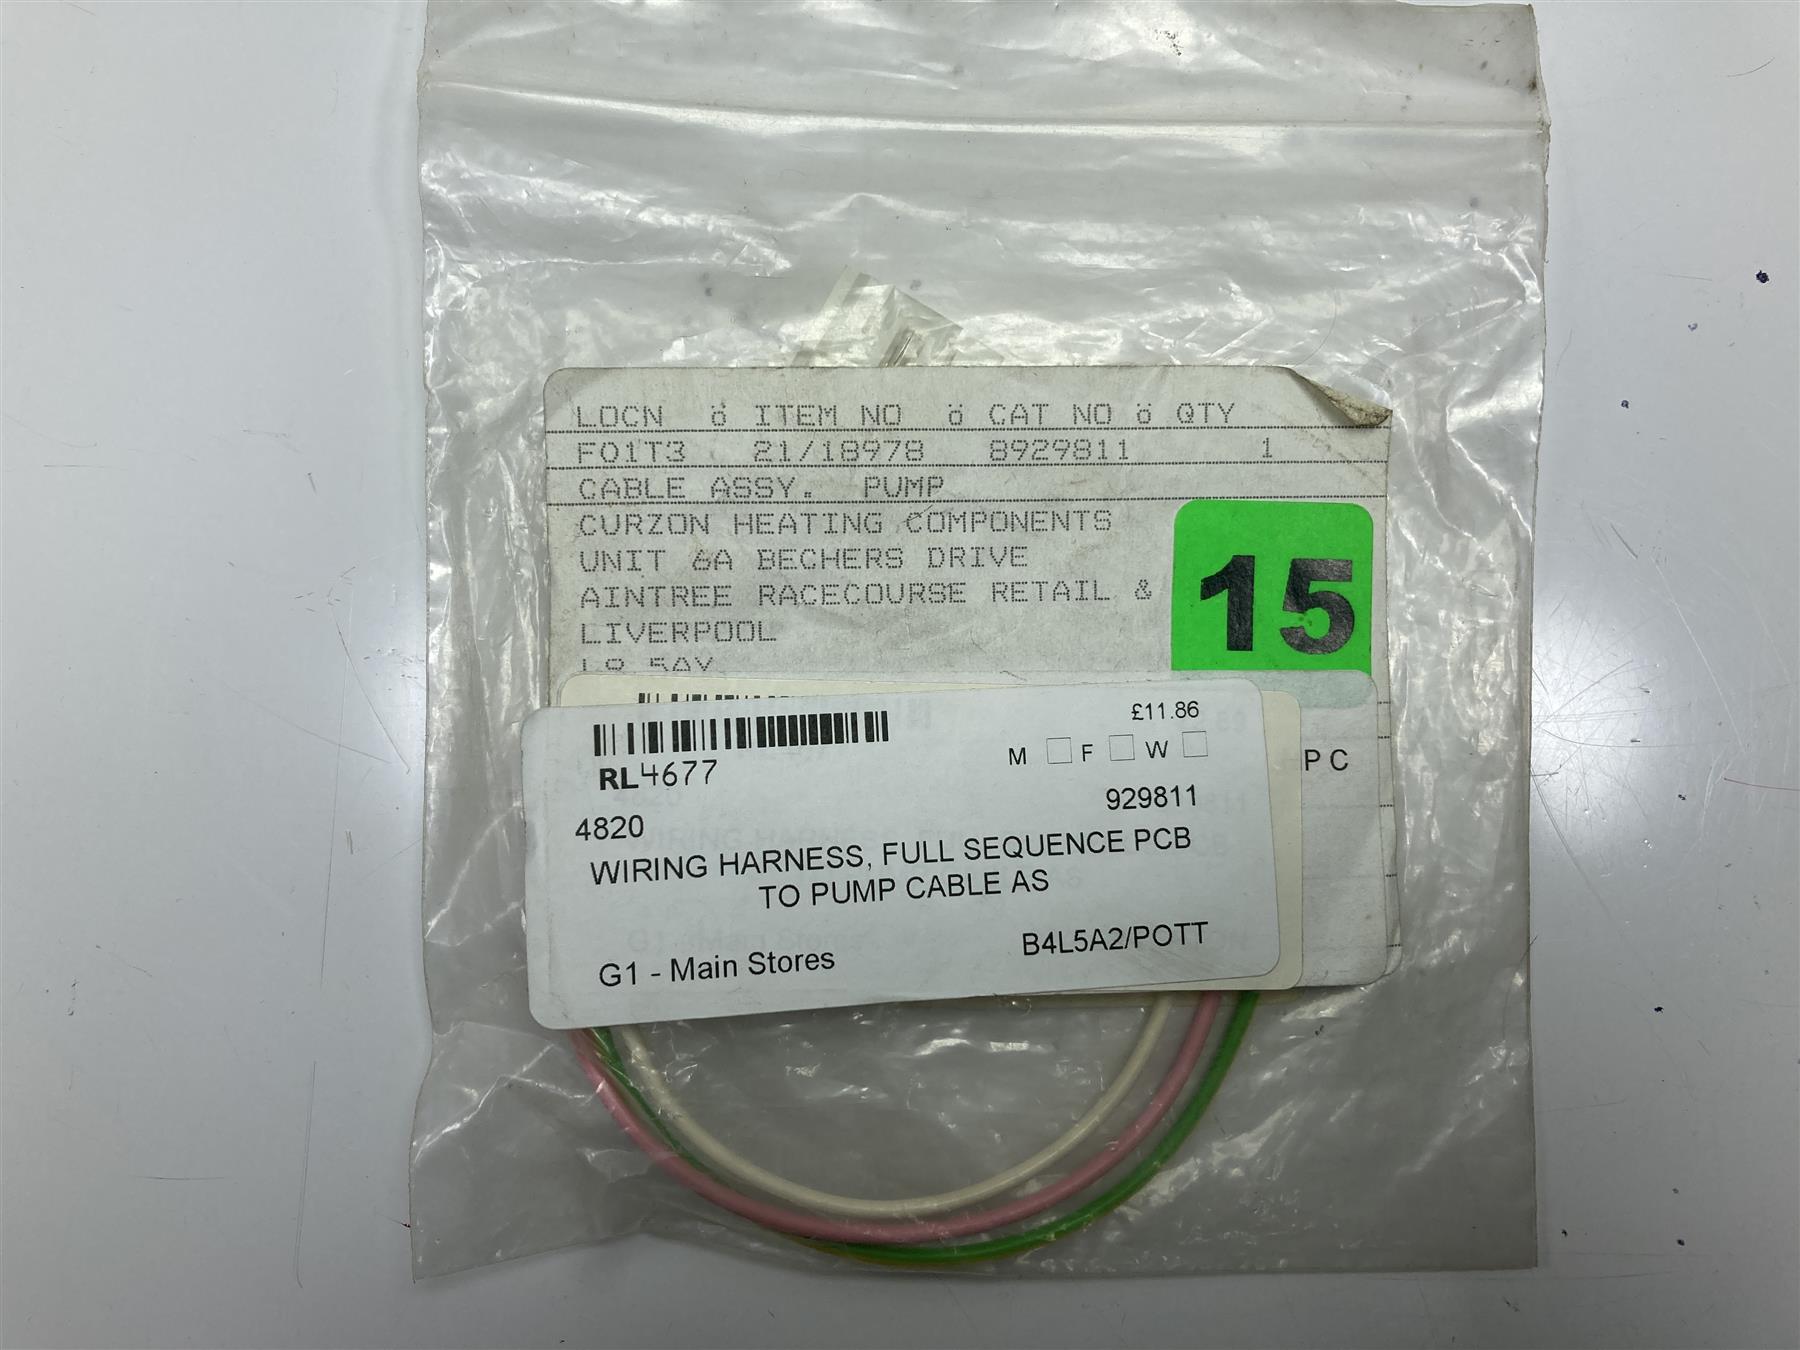 LOCN ö ITEM NO ö CAT NO ö QTY
F01T3 21/18978 8929811 1
CABLE ASSY. PUMP
CURZON HEATING COMPONENTS
UNIT 6A BECHERS DRIVE
AINTREE RACECOURSE RETAIL &
LIVERPOOL
15
£11.86
M F W
RL4677
929811
4820
WIRING HARNESS, FULL SEQUENCE PCB
TO PUMP CABLE AS
G1 - Main Stores
B4L5A2/POTT
P C